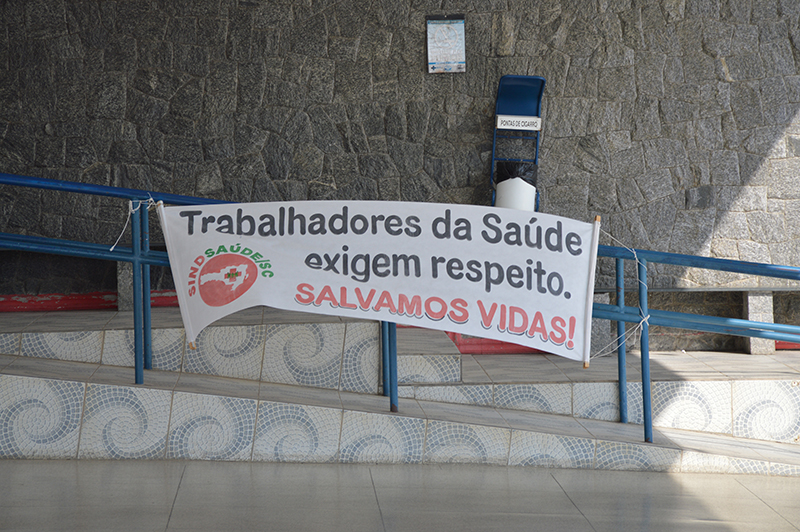 PONTAS DE CIGARRO
Trabalhadores da Saúde
exigem respeito.
SALVAMOS VIDAS!
SINDSAÚDE/SC